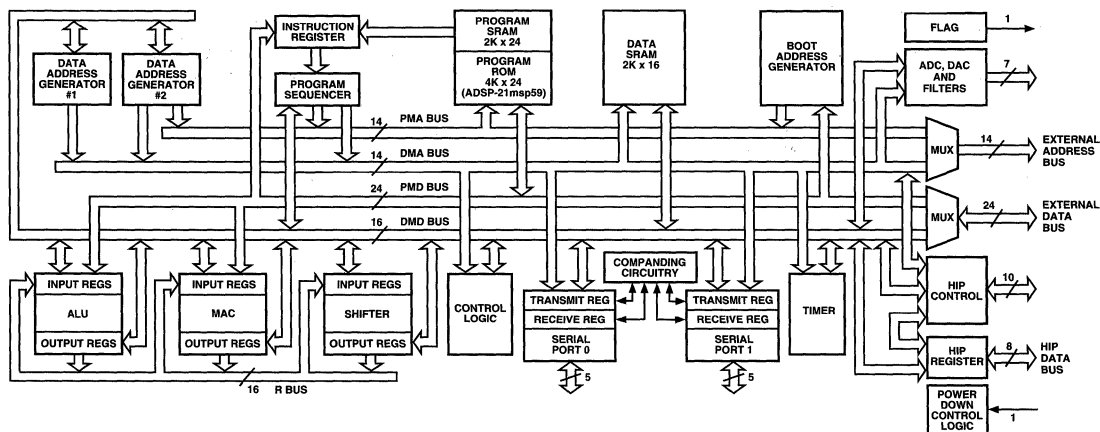 INSTRUCTION
REGISTER
PROGRAM
SRAM
2K x 24
PROGRAM
ROM
4K x 24
(ADSP-21msp59)
DATA
SRAM
2K x 16
BOOT
ADDRESS
GENERATOR
FLAG
1
ADC, DAC
AND
FILTERS
7
DATA
ADDRESS
GENERATOR
#1
DATA
ADDRESS
GENERATOR
#2
PROGRAM
SEQUENCER
14
PMA BUS
14
DMA BUS
24
PMD BUS
16
DMD BUS
MUX
14
EXTERNAL
ADDRESS
BUS
MUX
24
EXTERNAL
DATA
BUS
INPUT REGS
ALU
OUTPUT REGS
INPUT REGS
MAC
OUTPUT REGS
INPUT REGS
SHIFTER
OUTPUT REGS
16
R BUS
CONTROL
LOGIC
COMPANDING
CIRCUITRY
TRANSMIT REG
RECEIVE REG
SERIAL
PORT 0
5
TRANSMIT REG
RECEIVE REG
SERIAL
PORT 1
5
TIMER
HIP
CONTROL
10
HIP
REGISTER
8
HIP
DATA
BUS
POWER
DOWN
CONTROL
LOGIC
1